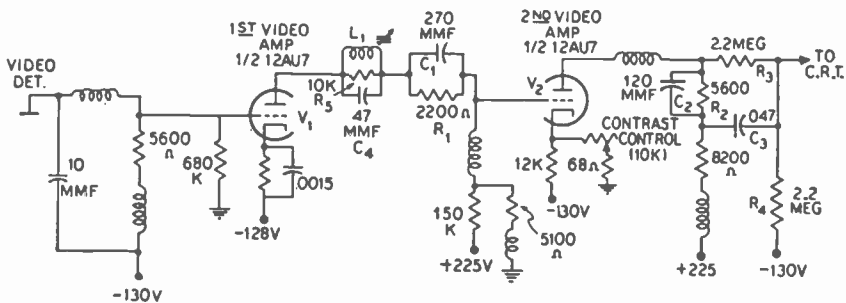 VIDEO
DET.
10
MMF
5600
Ω
680
K
-130V
1ST VIDEO
AMP
1/2 12AU7
V1
.0015
-128V
L1
10K
R5
47
MMF
C4
270
MMF
C1
2200Ω
R1
150
K
+225V
5100
Ω
2ND VIDEO
AMP
1/2 12AU7
V2
12K
-130V
68Ω
CONTRAST
CONTROL
(10K)
120
MMF
C2
5600
R2
2.2MEG
R3
TO
C.R.T.
.047
C3
8200
Ω
+225
2.2
MEG
R4
-130V